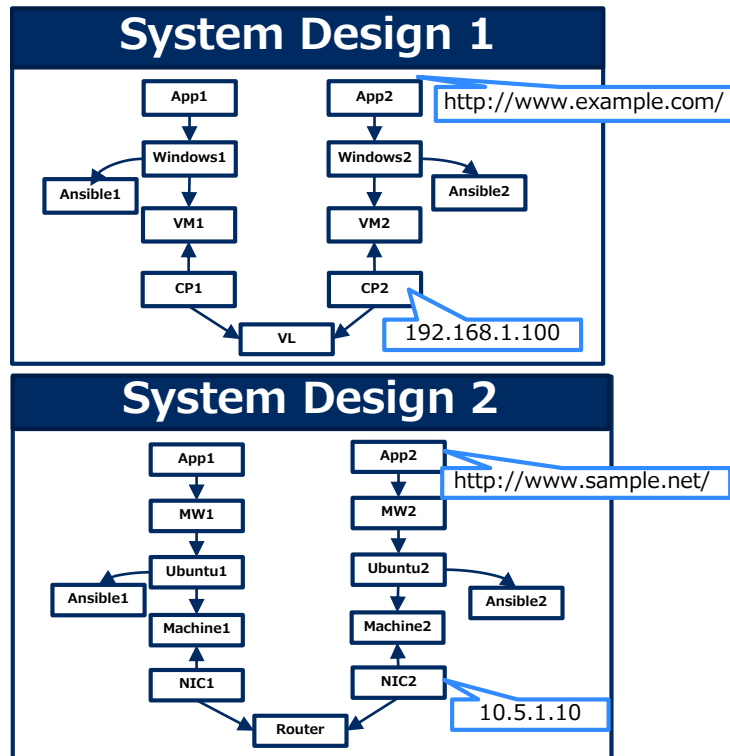 System Design 1
App1
App2
http://www.example.com/
Windows1
Windows2
Ansible1
Ansible2
VM1
VM2
CP1
CP2
192.168.1.100
VL
System Design 2
App1
App2
http://www.sample.net/
MW1
MW2
Ubuntu1
Ubuntu2
Ansible1
Ansible2
Machine1
Machine2
NIC1
NIC2
10.5.1.10
Router